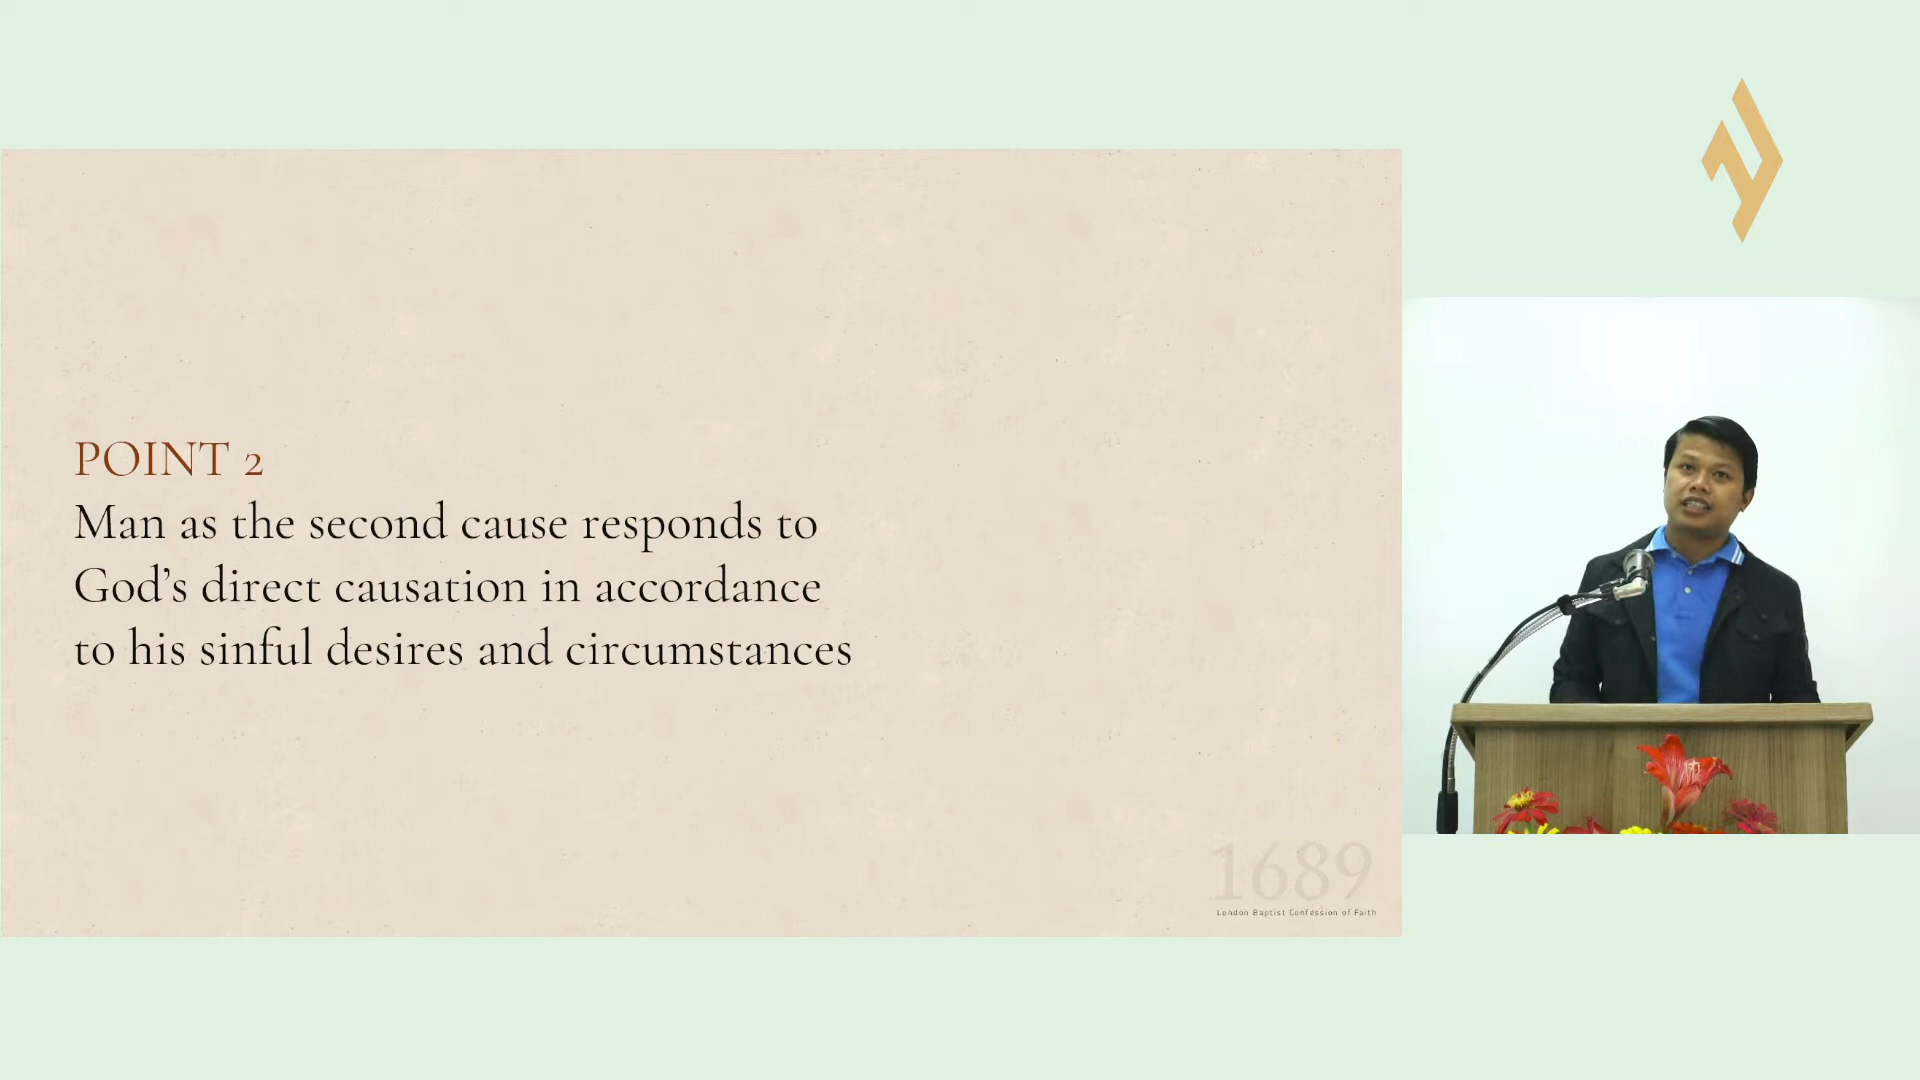 POINT 2
Man as the second cause responds to
God’s direct causation in accordance
to his sinful desires and circumstances
1689
London Baptist Confession of Faith